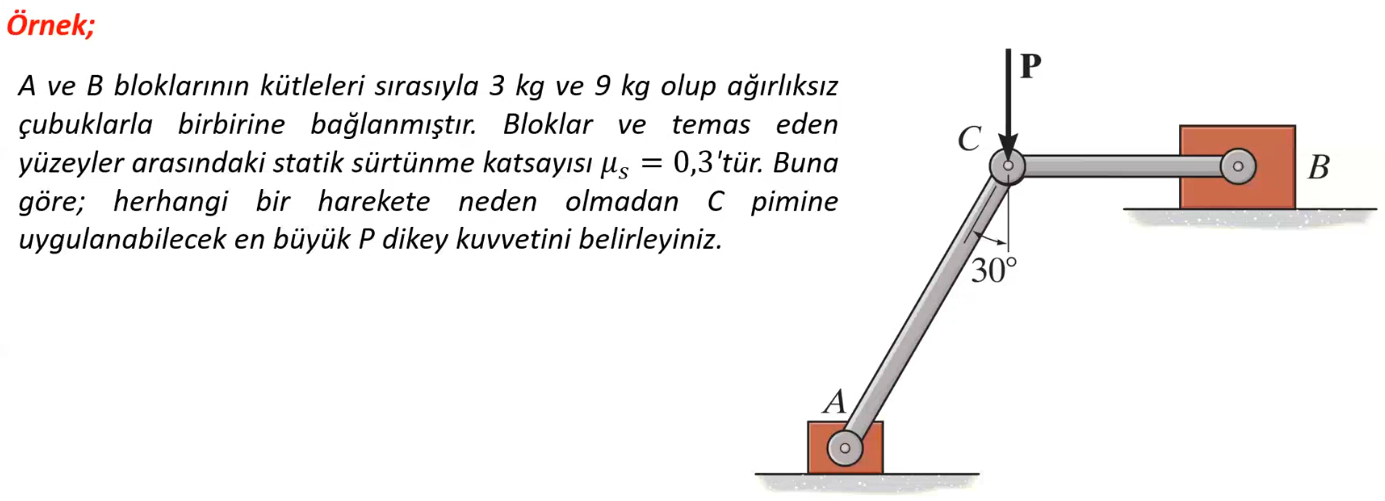 Örnek;
A ve B bloklarının kütleleri sırasıyla 3 kg ve 9 kg olup ağırlıksız
çubuklarla birbirine bağlanmıştır. Bloklar ve temas eden
yüzeyler arasındaki statik sürtünme katsayısı μₛ = 0,3'tür. Buna
göre; herhangi bir harekete neden olmadan C pimine
uygulanabilecek en büyük P dikey kuvvetini belirleyiniz.
P
C
B
30°
A